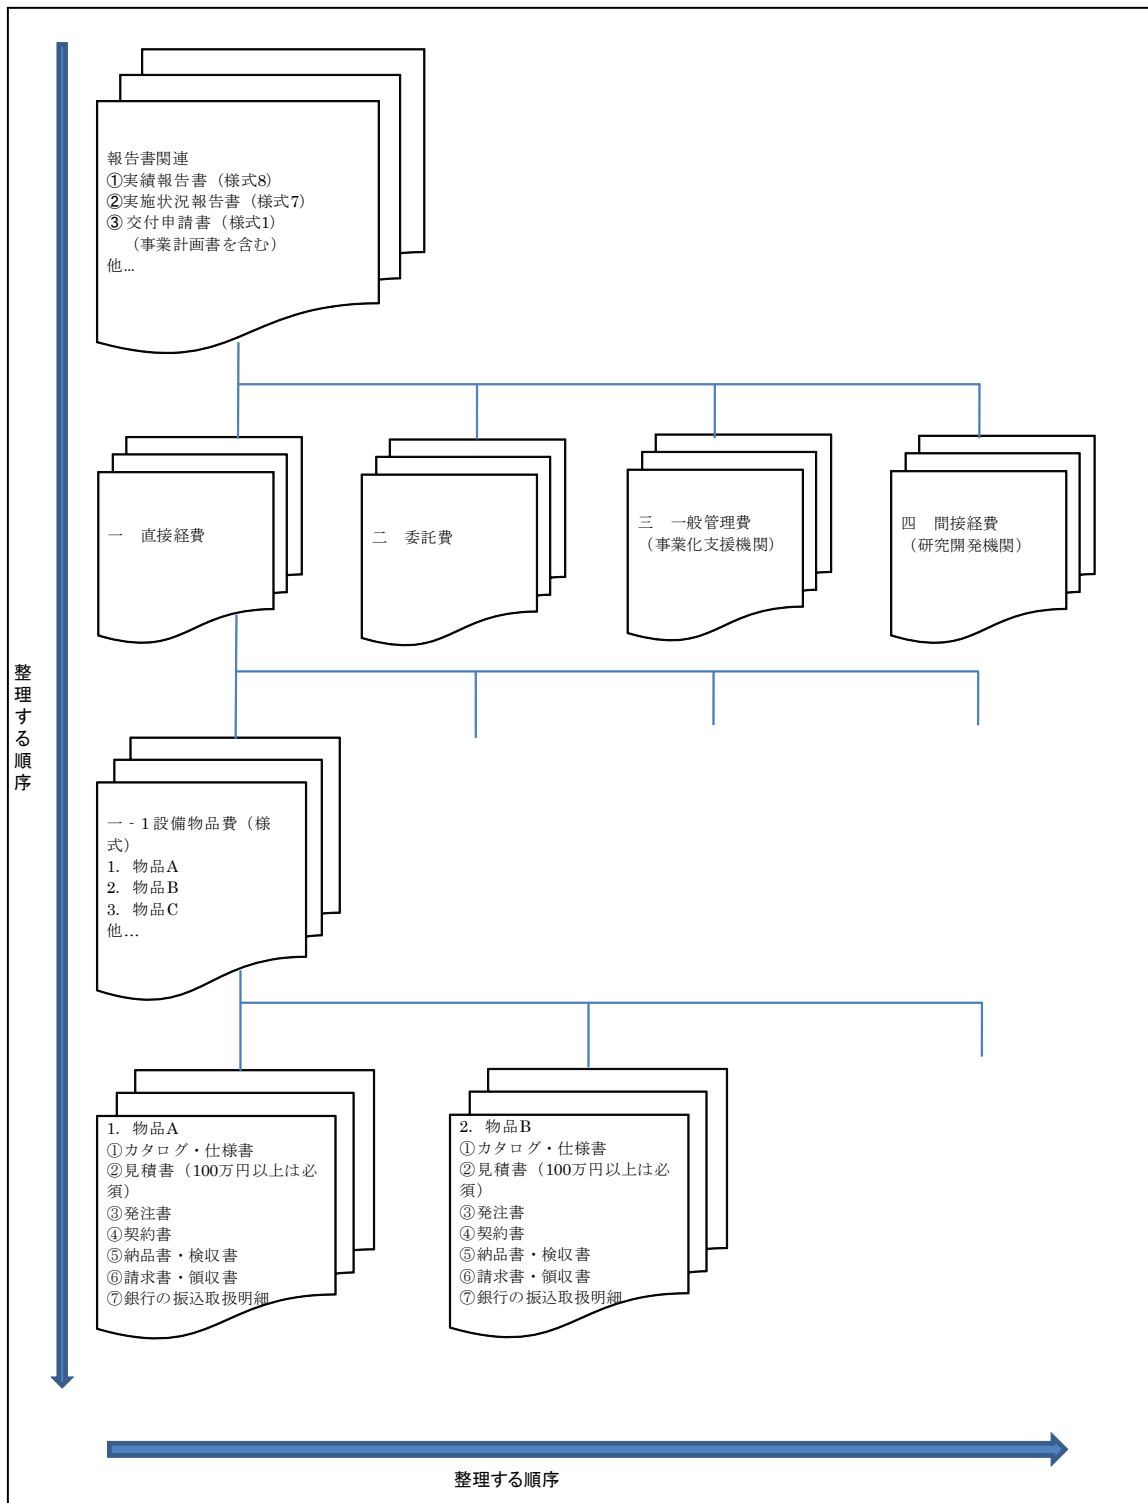 報告書関連
①実績報告書（様式8）
②実施状況報告書（様式7）
③交付申請書（様式1）
（事業計画書を含む）
他…
一　直接経費
二　委託費
三　一般管理費
（事業化支援機関）
四　間接経費
（研究開発機関）
整理する順序
一‐1設備物品費（様
式）
1. 物品A
2. 物品B
3. 物品C
他…
1. 物品A
①カタログ・仕様書
②見積書（100万円以上は必
須）
③発注書
④契約書
⑤納品書・検収書
⑥請求書・領収書
⑦銀行の振込取扱明細
2. 物品B
①カタログ・仕様書
②見積書（100万円以上は必
須）
③発注書
④契約書
⑤納品書・検収書
⑥請求書・領収書
⑦銀行の振込取扱明細
整理する順序